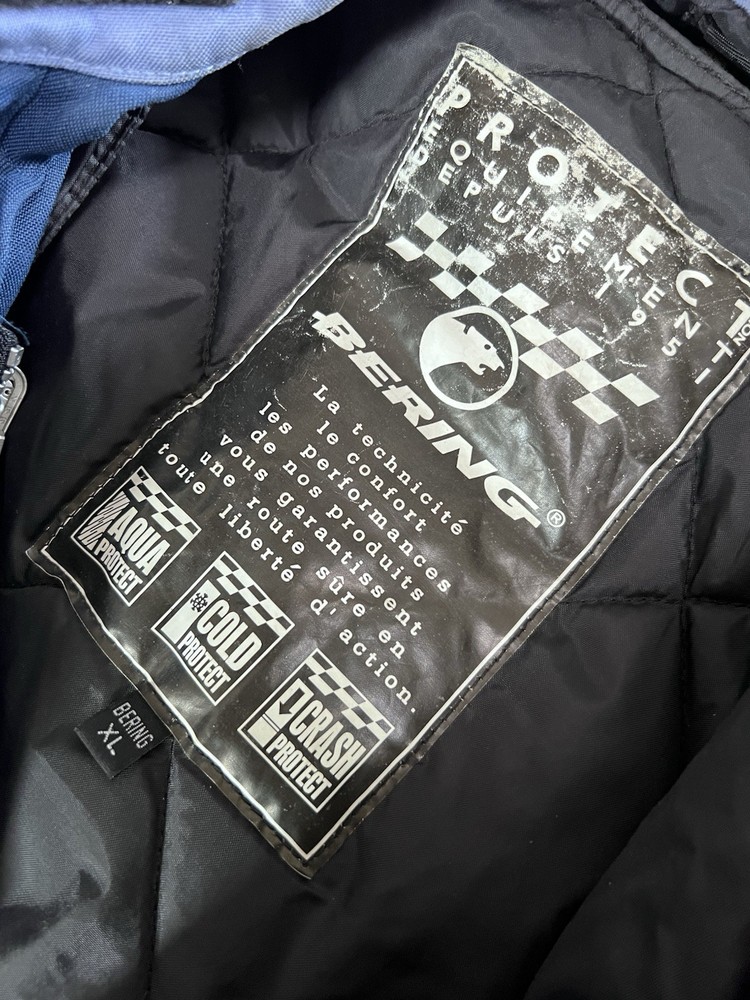 PROTECT
EQUIPEMENT
DEPUIS 1951
BERING®
La technicité
le confort
les performances
de nos produits
vous garantissent
une route sûre en
toute liberté d'action.
AQUA
PROTECT
COLD
PROTECT
CRASH
PROTECT
BERING
XL